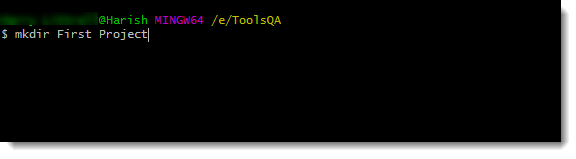 @Harish MINGW64 /e/ToolsQA
$ mkdir First Project